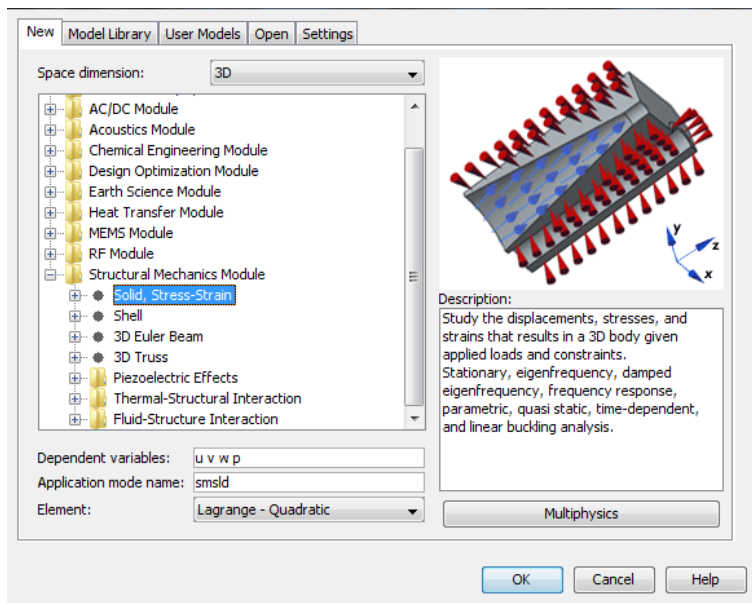 New Model Library User Models Open Settings
Space dimension: 3D
AC/DC Module
Acoustics Module
Chemical Engineering Module
Design Optimization Module
Earth Science Module
Heat Transfer Module
MEMS Module
RF Module
Structural Mechanics Module
Solid, Stress-Strain
Shell
3D Euler Beam
3D Truss
Piezoelectric Effects
Thermal-Structural Interaction
Fluid-Structure Interaction
Dependent variables: u v w p
Application mode name: smsld
Element: Lagrange - Quadratic
y
z
x
Description:
Study the displacements, stresses, and
strains that results in a 3D body given
applied loads and constraints.
Stationary, eigenfrequency, damped
eigenfrequency, frequency response,
parametric, quasi static, time-dependent,
and linear buckling analysis.
Multiphysics
OK Cancel Help